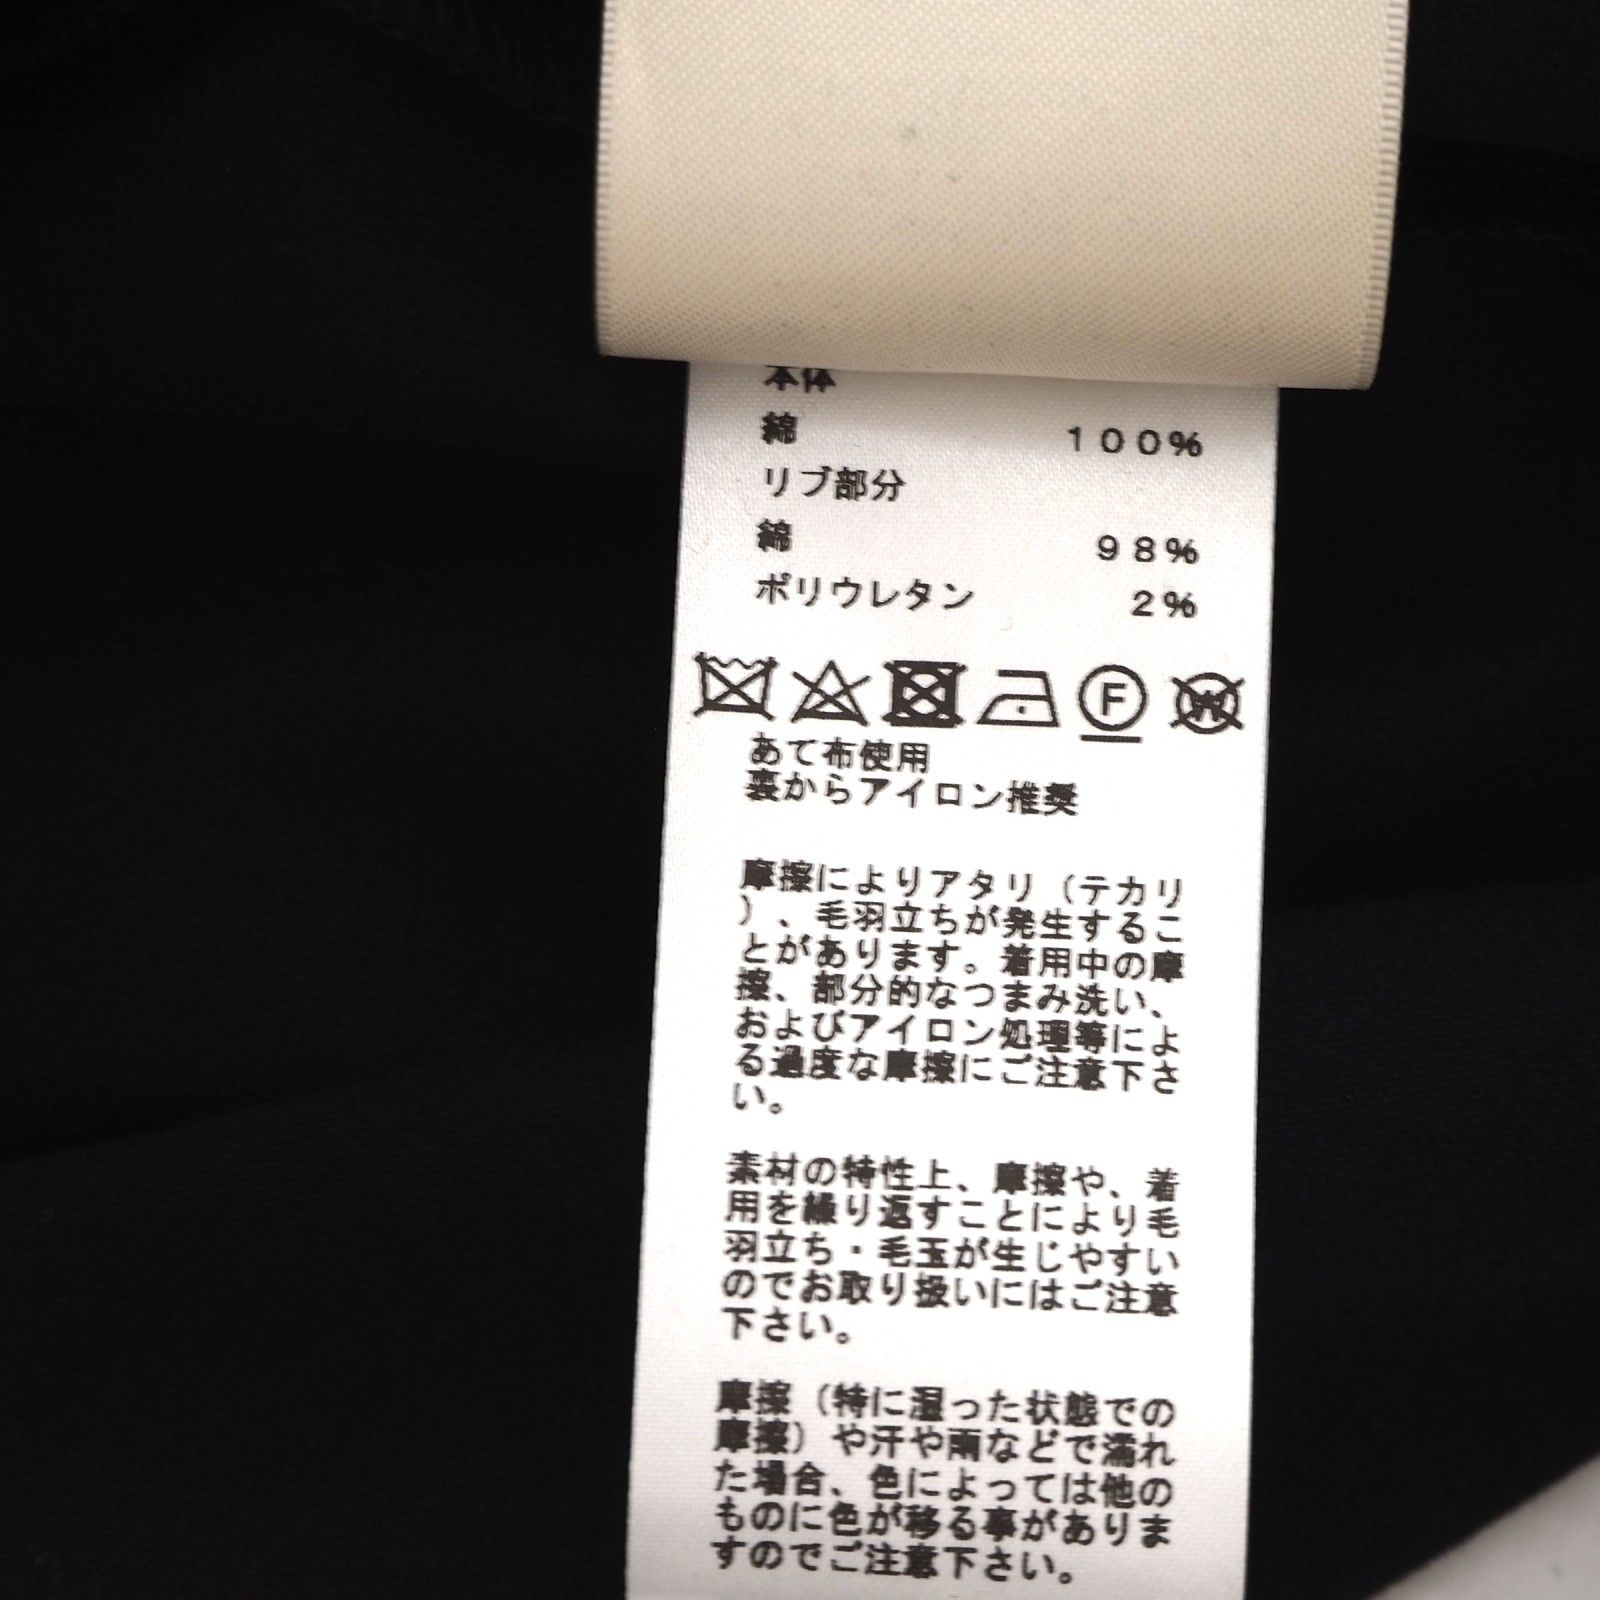 本体
綿 100%
リブ部分
綿 98%
ポリウレタン 2%
F W
あて布使用
裏からアイロン推奨
摩擦によりアタリ(テカリ
)、毛羽立ちが発生するこ
とがあります。着用中の摩
擦、部分的なつまみ洗い、
およびアイロン処理等によ
る過度な摩擦にご注意下さ
い。
素材の特性上、摩擦や、着
用を繰り返すことにより毛
羽立ち・毛玉が生じやすい
のでお取り扱いにはご注意
下さい。
摩擦(特に湿った状態での
摩擦)や汗や雨などで濡れ
た場合、色によっては他の
ものに色が移る事がありま
すのでご注意下さい。